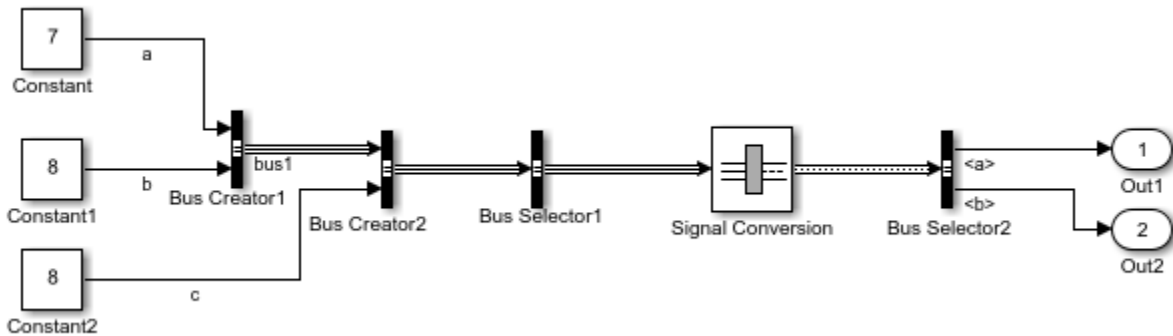 7
Constant
a
8
Constant1
b
Bus Creator1
bus1
8
Constant2
c
Bus Creator2
Bus Selector1
Signal Conversion
Bus Selector2
<a>
1
Out1
<b>
2
Out2